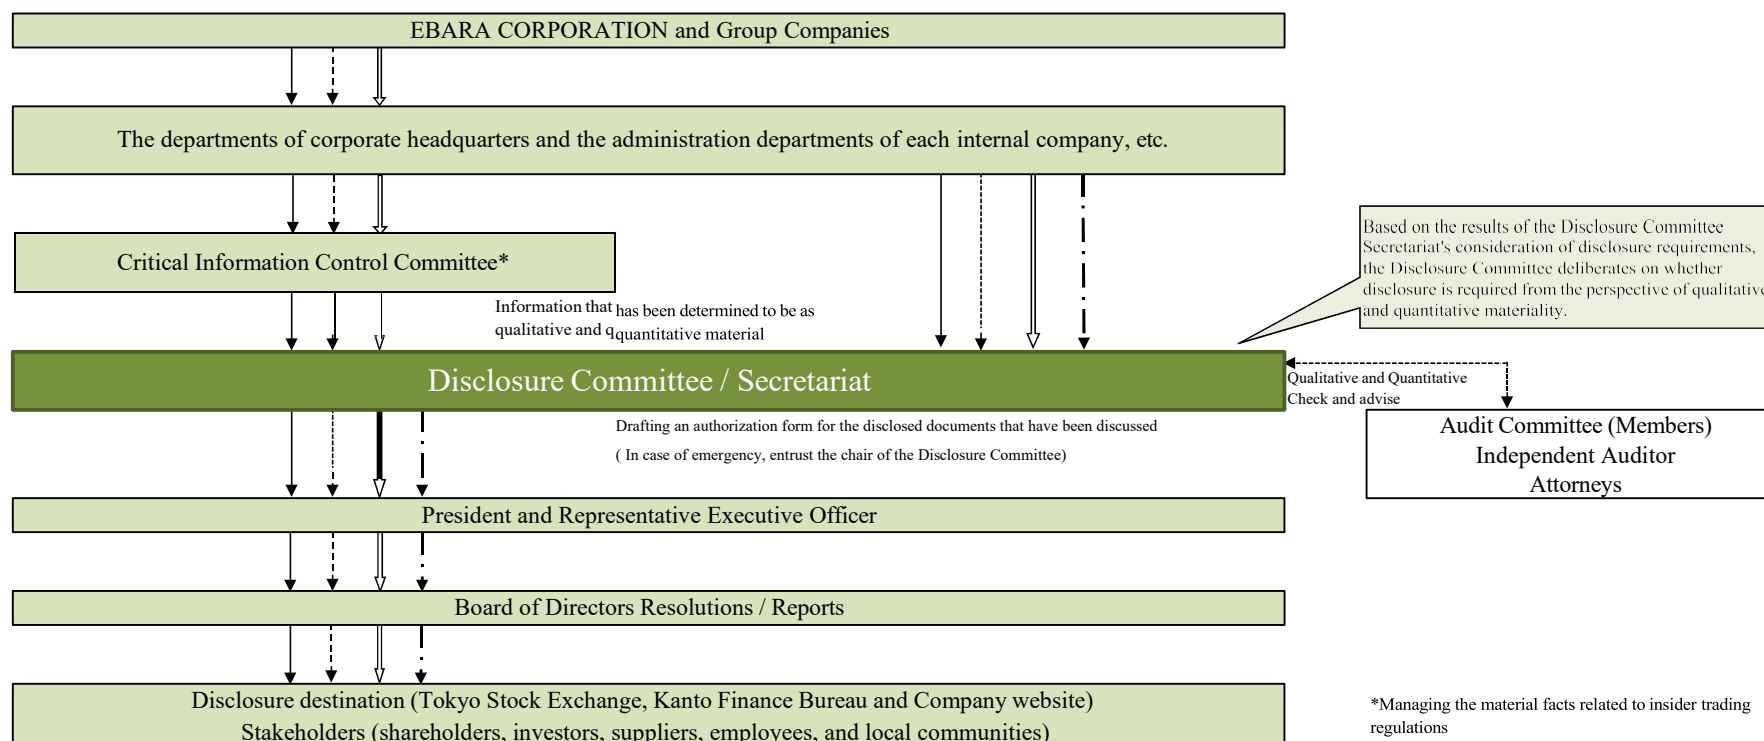 EBARA CORPORATION and Group Companies
The departments of corporate headquarters and the administration departments of each internal company, etc.
Based on the results of the Disclosure Committee
Secretariat's consideration of disclosure requirements,
the Disclosure Committee deliberates on whether
disclosure is required from the perspective of qualitative
and quantitative materiality.
Critical Information Control Committee*
Information that has been determined to be as
qualitative and q quantitative material
Disclosure Committee / Secretariat
Qualitative and Quantitative
Check and advise
Drafting an authorization form for the disclosed documents that have been discussed
( In case of emergency, entrust the chair of the Disclosure Committee)
Audit Committee (Members)
Independent Auditor
Attorneys
President and Representative Executive Officer
Board of Directors Resolutions / Reports
Disclosure destination (Tokyo Stock Exchange, Kanto Finance Bureau and Company website)
Stakeholders (shareholders, investors, suppliers, employees, and local communities)
*Managing the material facts related to insider trading
regulations